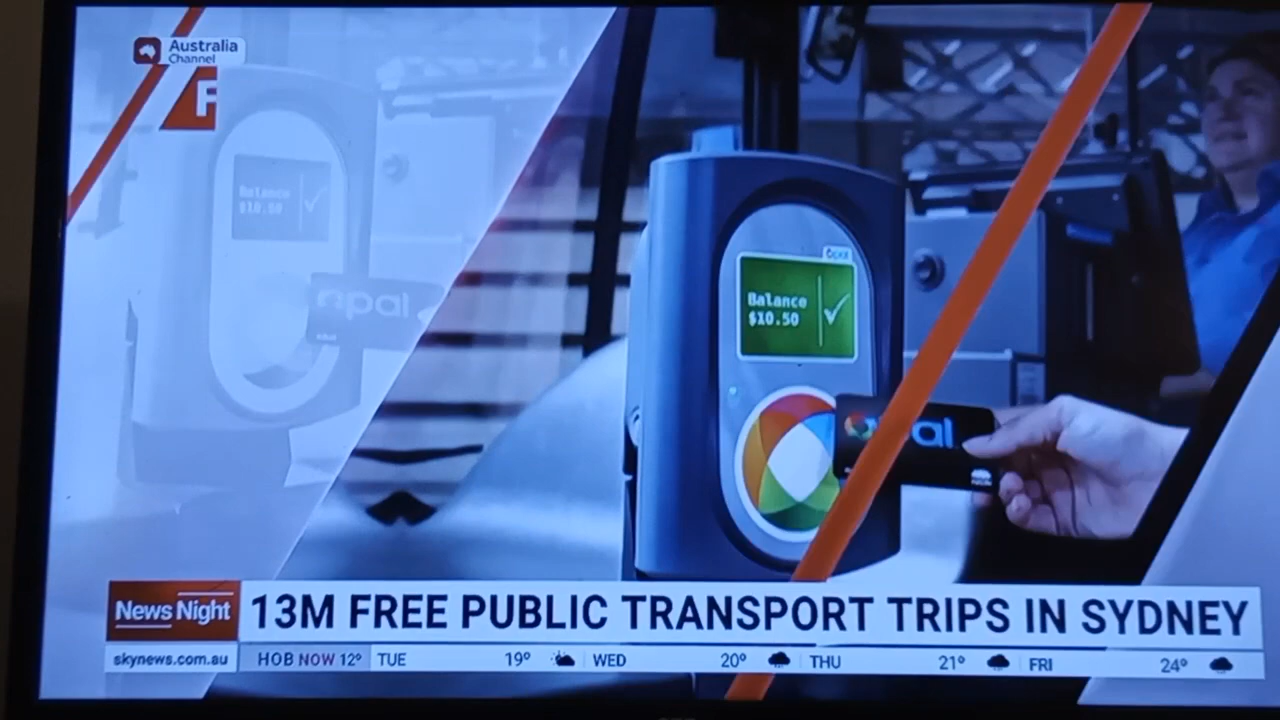 Australia
Channel
F
Balance
$10.50
opal
opal
Balance
$10.50
opal
News Night
13M FREE PUBLIC TRANSPORT TRIPS IN SYDNEY
skynews.com.au
HOB NOW 12° TUE 19° WED 20° THU 21° FRI 24°